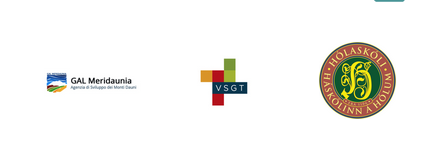 GAL Meridaunia
Agenzia di Sviluppo dei Monti Dauni
VSGT
HÓLASKÓLI
HÁSKÓLINN Á HÓLUM